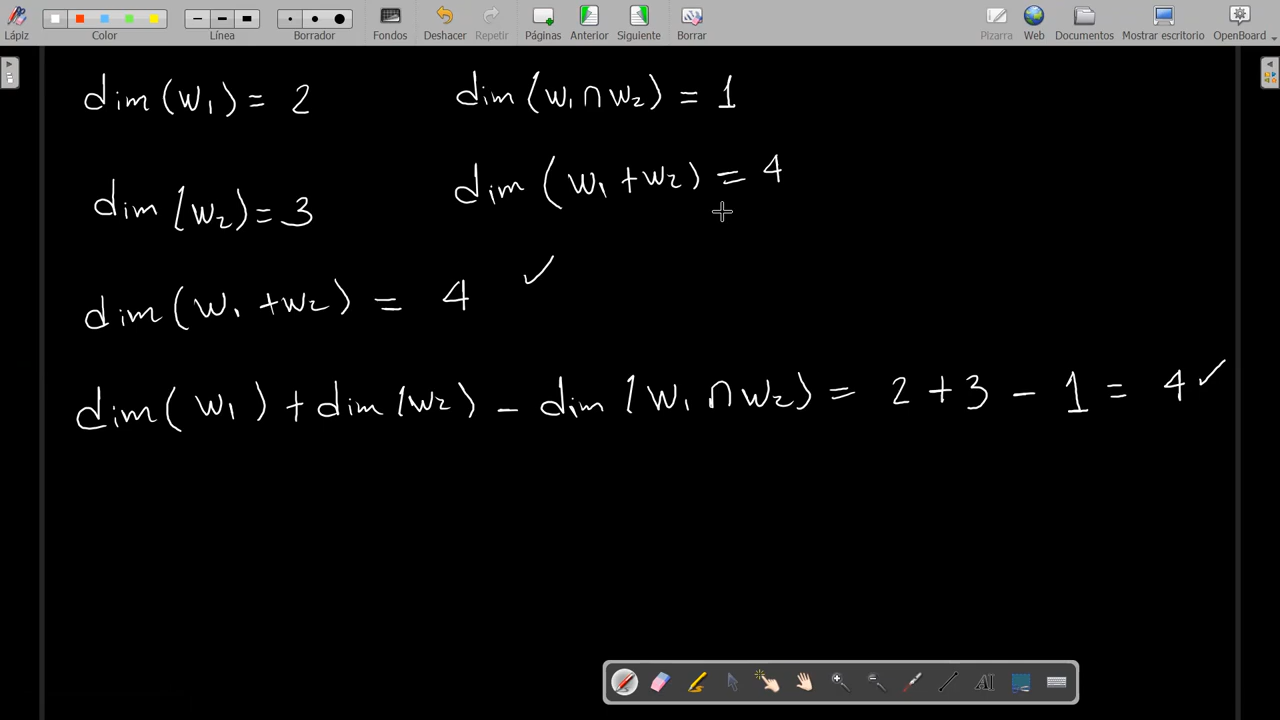 Lápiz Color Línea Borrador Fondos Deshacer Repetir Páginas Anterior Siguiente Borrar Pizarra Web Documentos Mostrar escritorio OpenBoard
dim(W1) = 2 dim(W1∩W2) = 1
dim(W1+W2) = 4
dim(W2) = 3
dim(W1+W2) = 4 ✓
dim(W1) + dim(W2) - dim(W1∩W2) = 2 + 3 - 1 = 4 ✓
AI